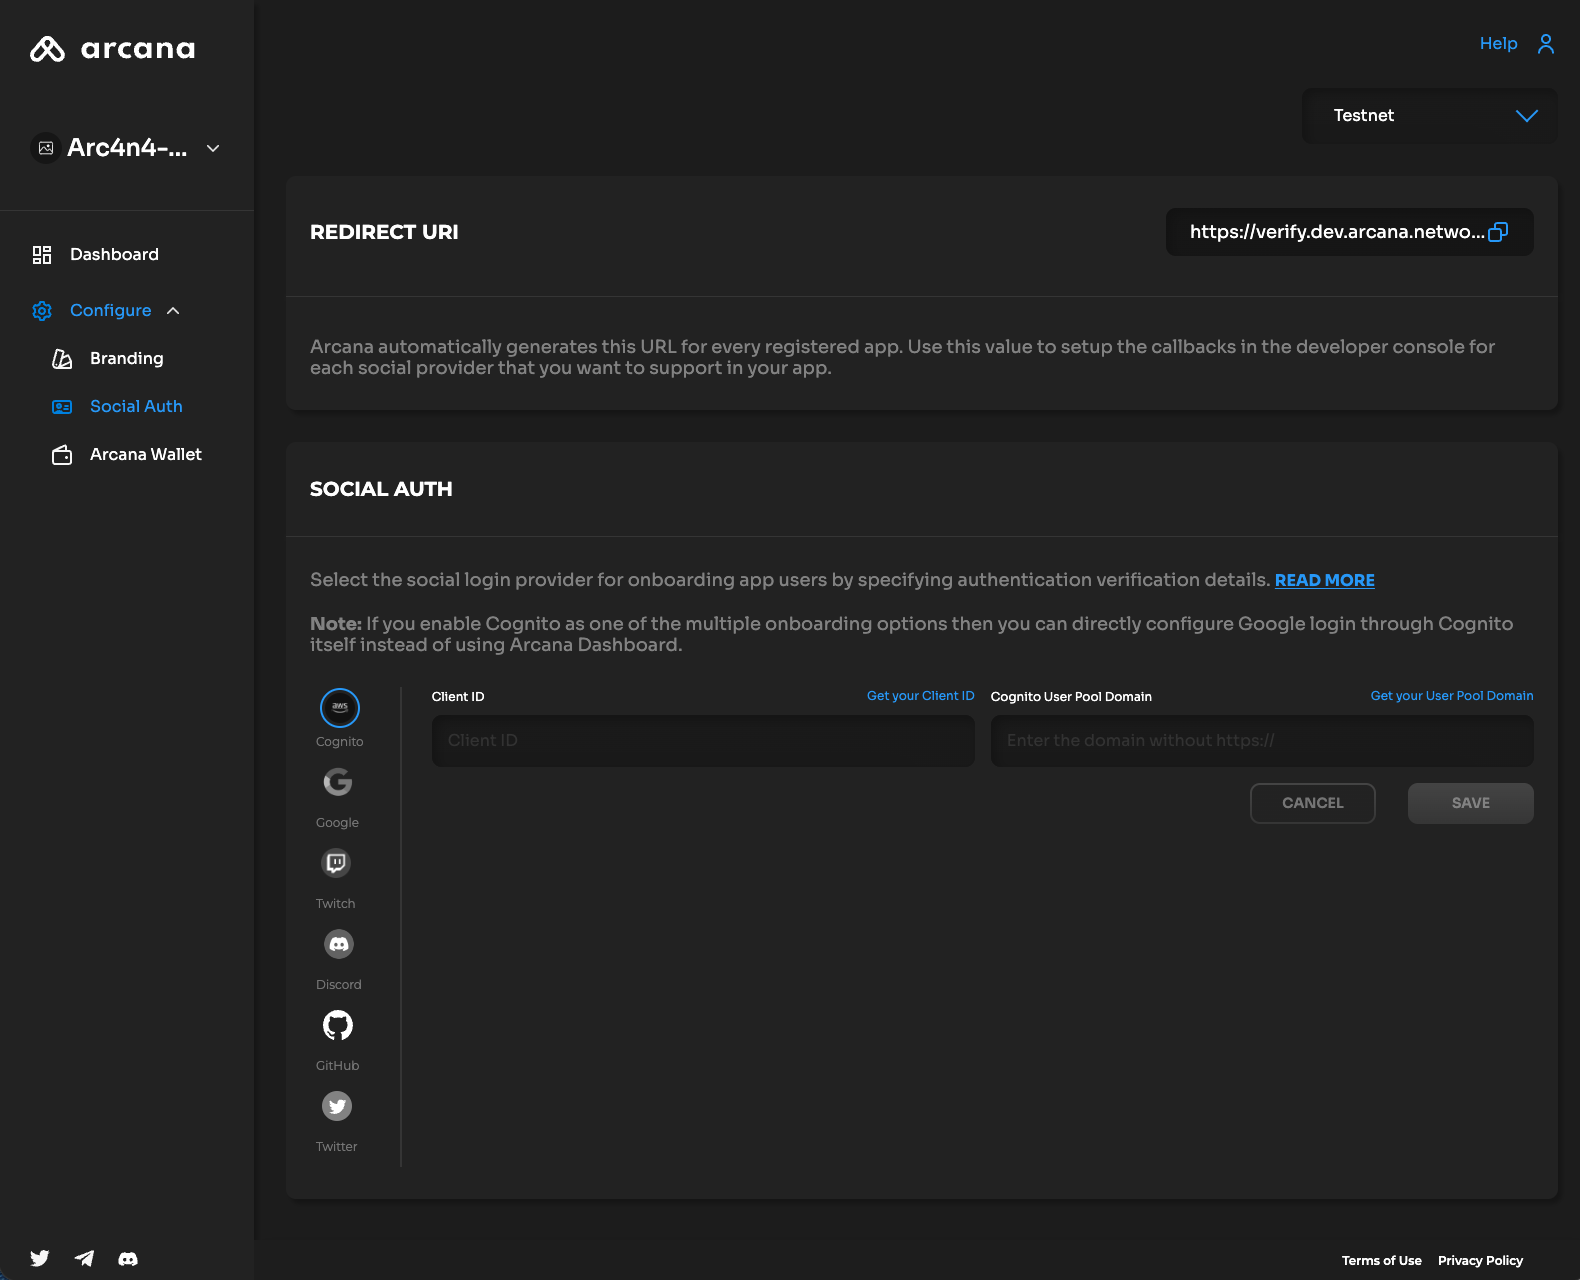 arcana
Help
Testnet
Arc4n4-...
Dashboard
Configure
Branding
Social Auth
Arcana Wallet
REDIRECT URI
https://verify.dev.arcana.netwo...
Arcana automatically generates this URL for every registered app. Use this value to setup the callbacks in the developer console for
each social provider that you want to support in your app.
SOCIAL AUTH
Select the social login provider for onboarding app users by specifying authentication verification details. READ MORE
Note: If you enable Cognito as one of the multiple onboarding options then you can directly configure Google login through Cognito
itself instead of using Arcana Dashboard.
aws
Cognito
Google
Twitch
Discord
GitHub
Twitter
Client ID
Get your Client ID
Client ID
Cognito User Pool Domain
Get your User Pool Domain
Enter the domain without https://
CANCEL
SAVE
Terms of Use
Privacy Policy